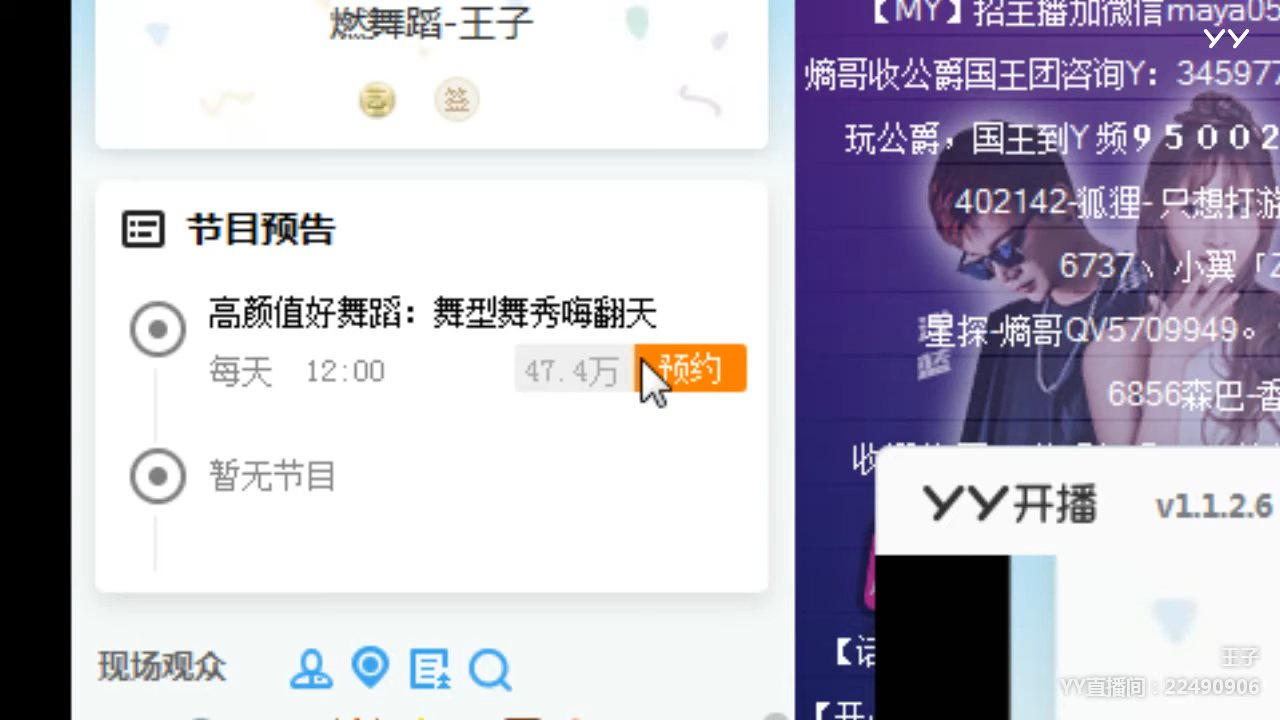 燃舞蹈-王子
签
节目预告
高颜值好舞蹈：舞型舞秀嗨翻天
每天 12:00
47.4万 预约
暂无节目
现场观众
【MY】招主播加微信maya05
YY
熵哥收公爵国王团咨询Y：345977
玩公爵，国王到Y频95002
402142-狐狸-只想打游
6737、小翼「Z
星探-熵哥QV5709949。
6856森巴-香
收
YY开播 v1.1.2.6
【话
【开
王子
YY直播间：22490906